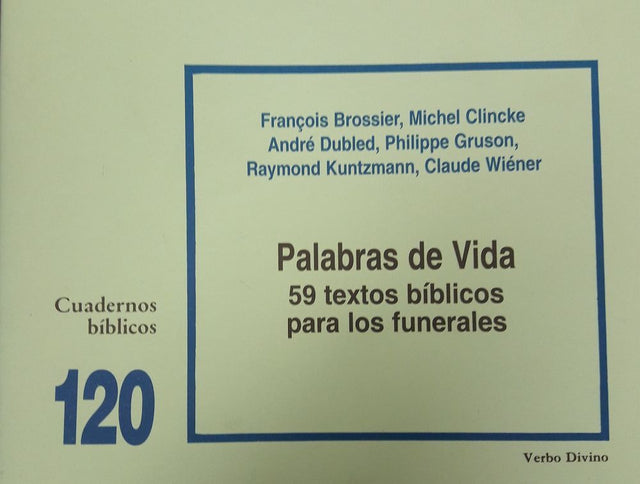 François Brossier, Michel Clincke
André Dubled, Philippe Gruson,
Raymond Kuntzmann, Claude Wiéner
Palabras de Vida
59 textos bíblicos
para los funerales
Cuadernos
bíblicos
120
Verbo Divino